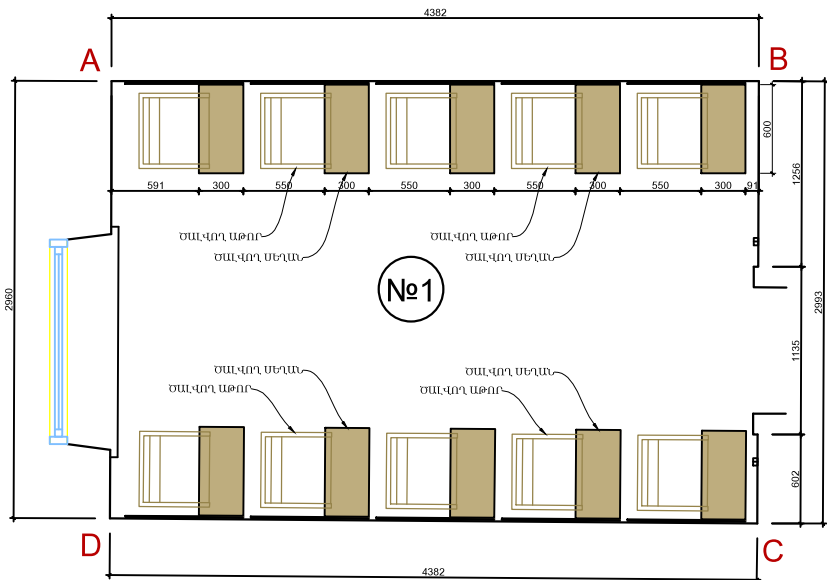 4382
A
B
600
1256
591 300 550 300 550 300 550 300 550 300 91
ԾԱԼՎՈՂ ԱԹՈՌ
ԾԱԼՎՈՂ ՍԵՂԱՆ
ԾԱԼՎՈՂ ԱԹՈՌ
ԾԱԼՎՈՂ ՍԵՂԱՆ
№1
2960
2993
1135
ԾԱԼՎՈՂ ՍԵՂԱՆ
ԾԱԼՎՈՂ ԱԹՈՌ
ԾԱԼՎՈՂ ՍԵՂԱՆ
ԾԱԼՎՈՂ ԱԹՈՌ
602
D
C
4382